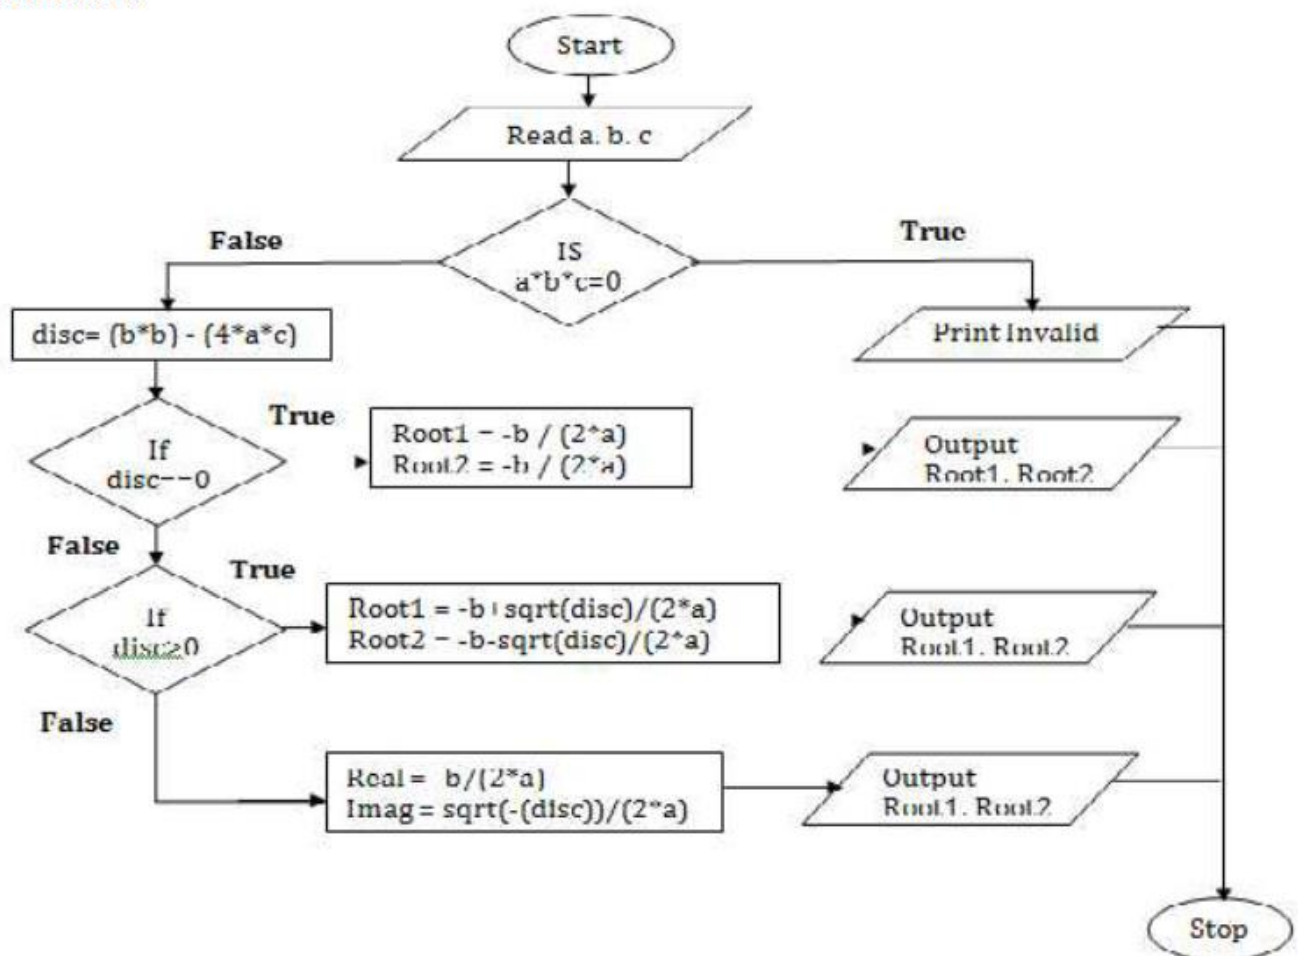 Start
Read a. b. c
False
True
IS
a*b*c=0
disc= (b*b) - (4*a*c)
Print Invalid
True
If
disc--0
Root1 - -b / (2*a)
Root2 = -b / (2*a)
Output
Root1. Root2
False
True
If
disc≥0
Root1 = -b+sqrt(disc)/(2*a)
Root2 - -b-sqrt(disc)/(2*a)
Output
Root1. Root2
False
Real = b/(2*a)
Imag = sqrt(-(disc))/(2*a)
Output
Root1. Root2
Stop